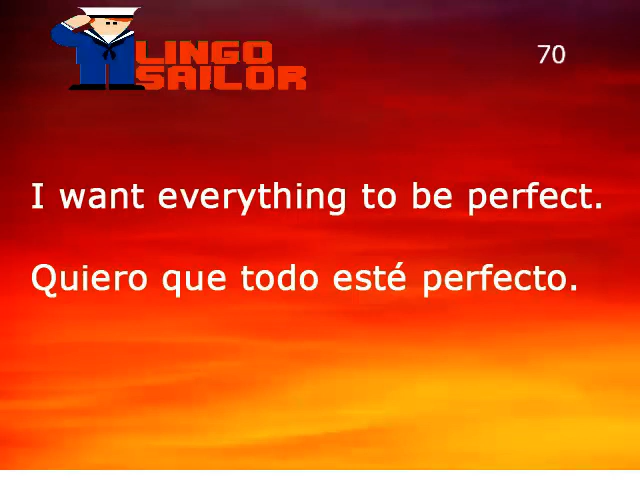 LINGO
SAILOR
70
I want everything to be perfect.
Quiero que todo esté perfecto.